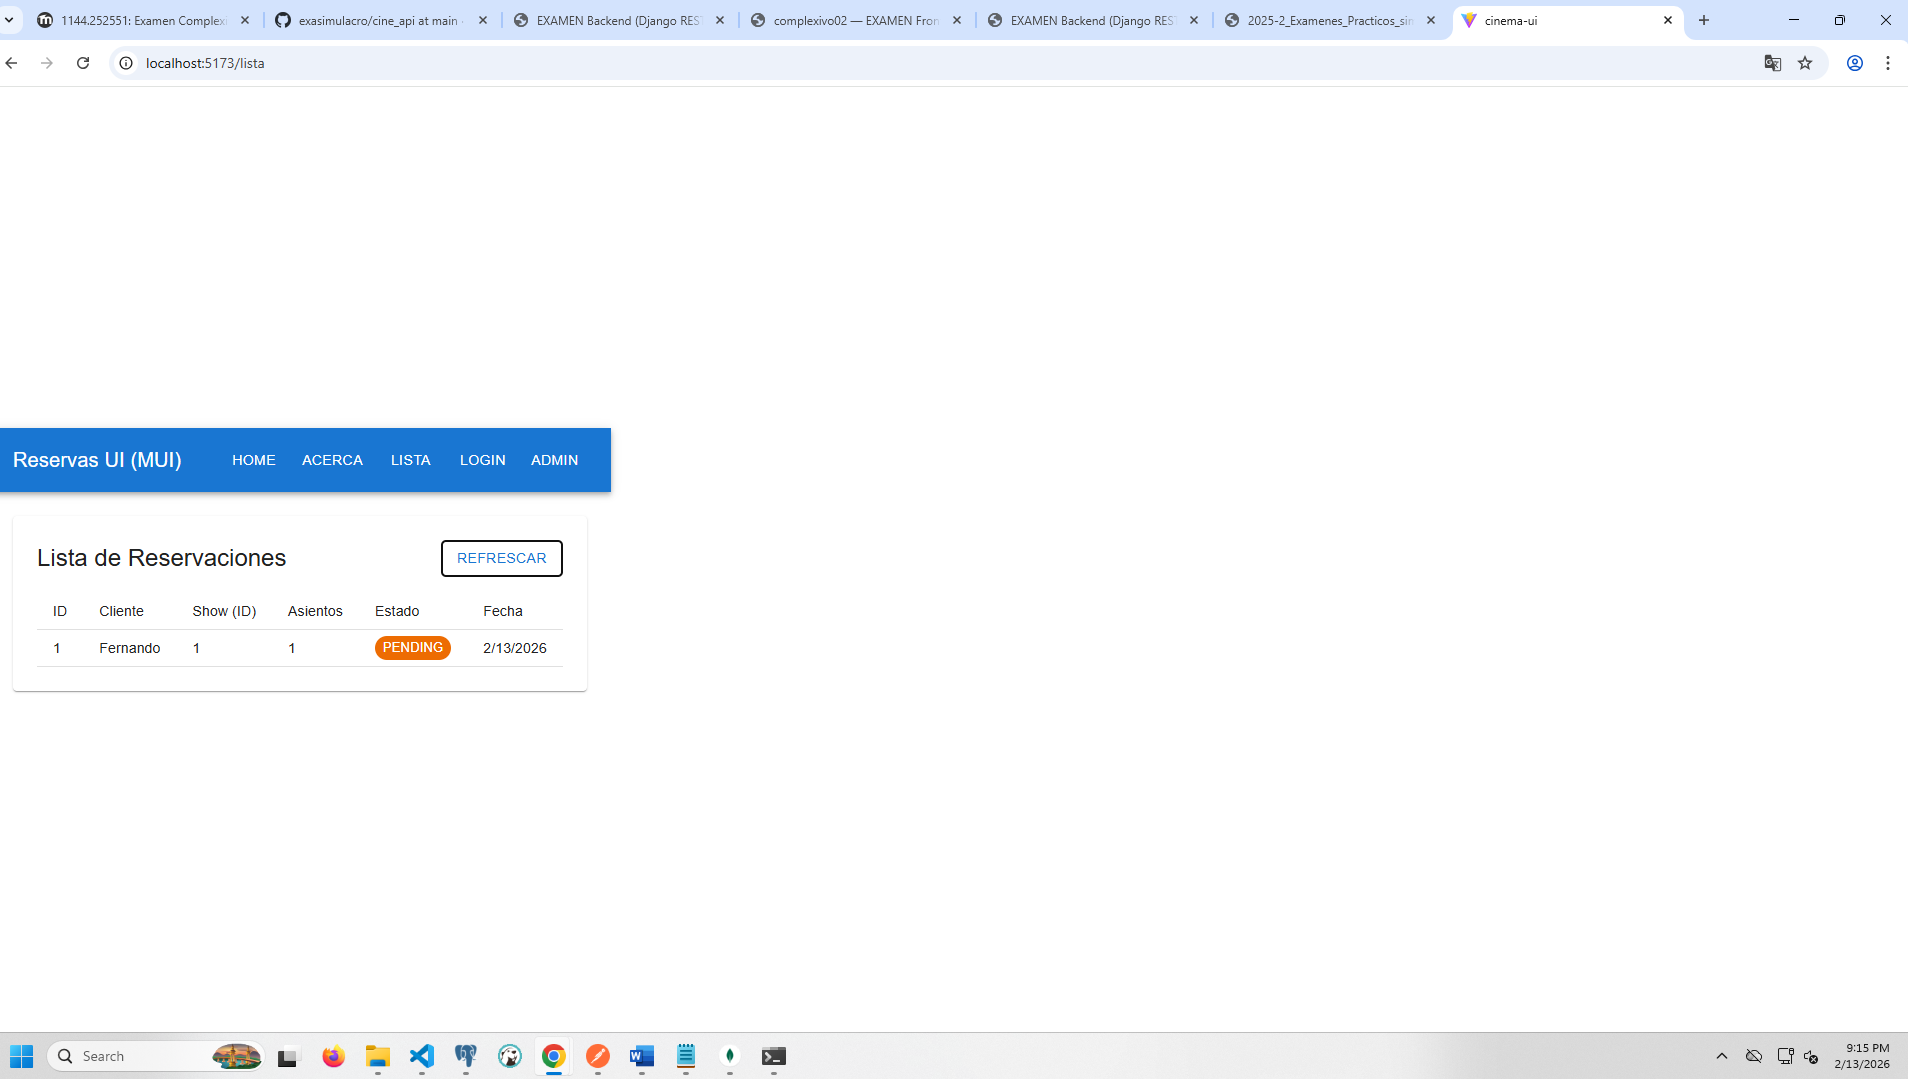 1144.252551: Examen Complexi
exasimulacro/cine_api at main
EXAMEN Backend (Django RES
complexivo02 — EXAMEN Fron
EXAMEN Backend (Django RES
2025-2_Examenes_Practicos_sin
cinema-ui
localhost:5173/lista
Reservas UI (MUI)
HOME
ACERCA
LISTA
LOGIN
ADMIN
Lista de Reservaciones
REFRESCAR
ID Cliente Show (ID) Asientos Estado Fecha
1 Fernando 1 1 PENDING 2/13/2026
Search
9:15 PM
2/13/2026